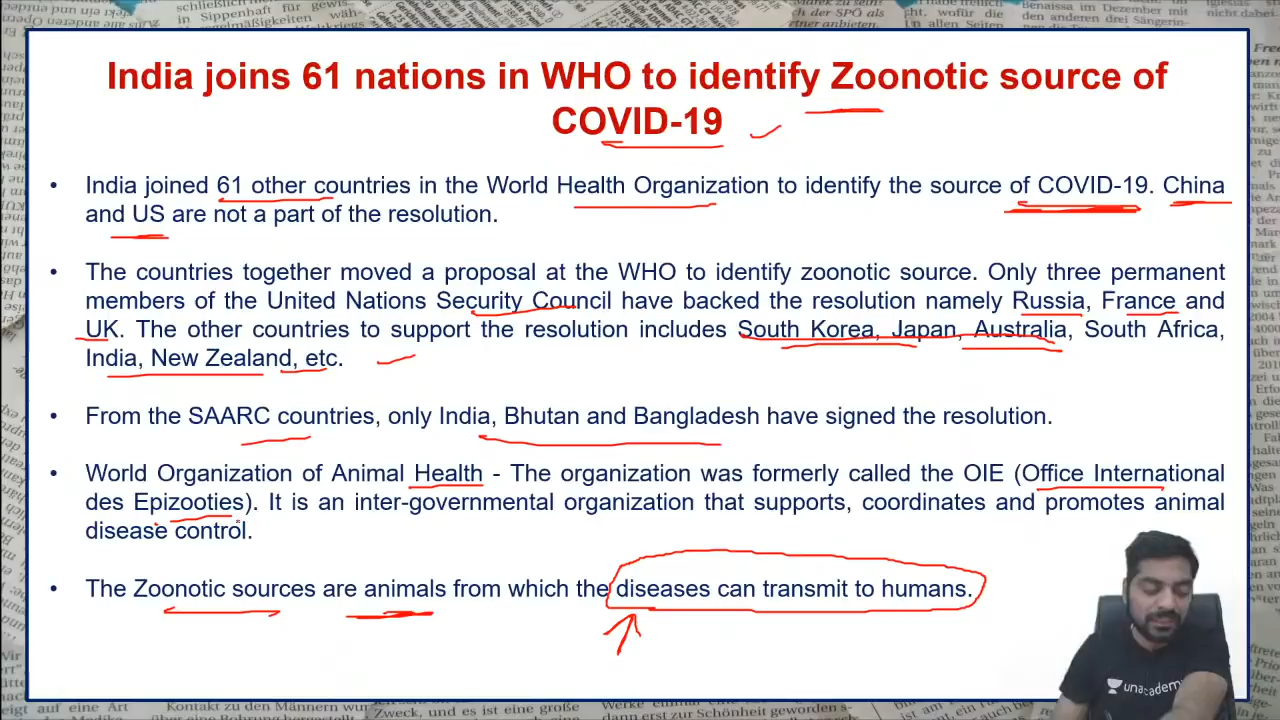 India joins 61 nations in WHO to identify Zoonotic source of
COVID-19
• India joined 61 other countries in the World Health Organization to identify the source of COVID-19. China
and US are not a part of the resolution.
• The countries together moved a proposal at the WHO to identify zoonotic source. Only three permanent
members of the United Nations Security Council have backed the resolution namely Russia, France and
UK. The other countries to support the resolution includes South Korea, Japan, Australia, South Africa,
India, New Zealand, etc.
• From the SAARC countries, only India, Bhutan and Bangladesh have signed the resolution.
• World Organization of Animal Health - The organization was formerly called the OIE (Office International
des Epizooties). It is an inter-governmental organization that supports, coordinates and promotes animal
disease control.
• The Zoonotic sources are animals from which the diseases can transmit to humans.
unacademy